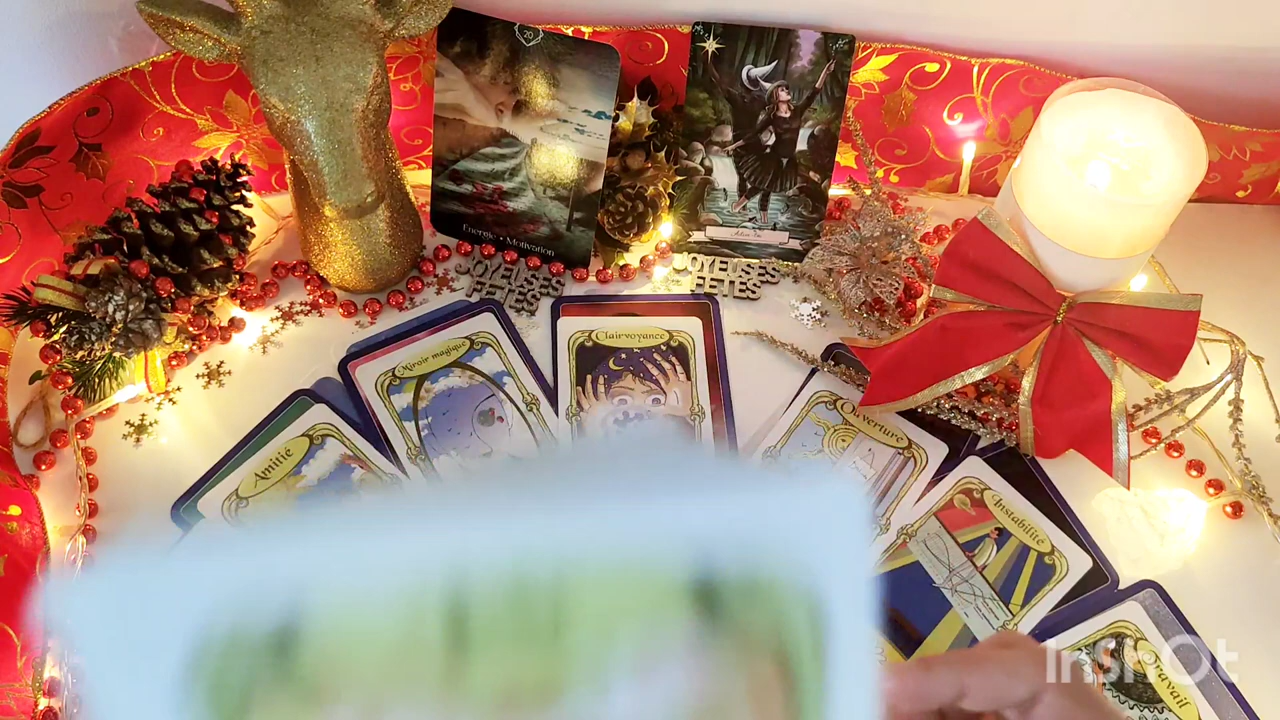 20
Energie • Motivation
JOYEUSES
FÊTES
JOYEUSES
FÊTES
Miroir magique
Clairvoyance
Amitié
Ouverture
Instabilité
Travail
InShOt